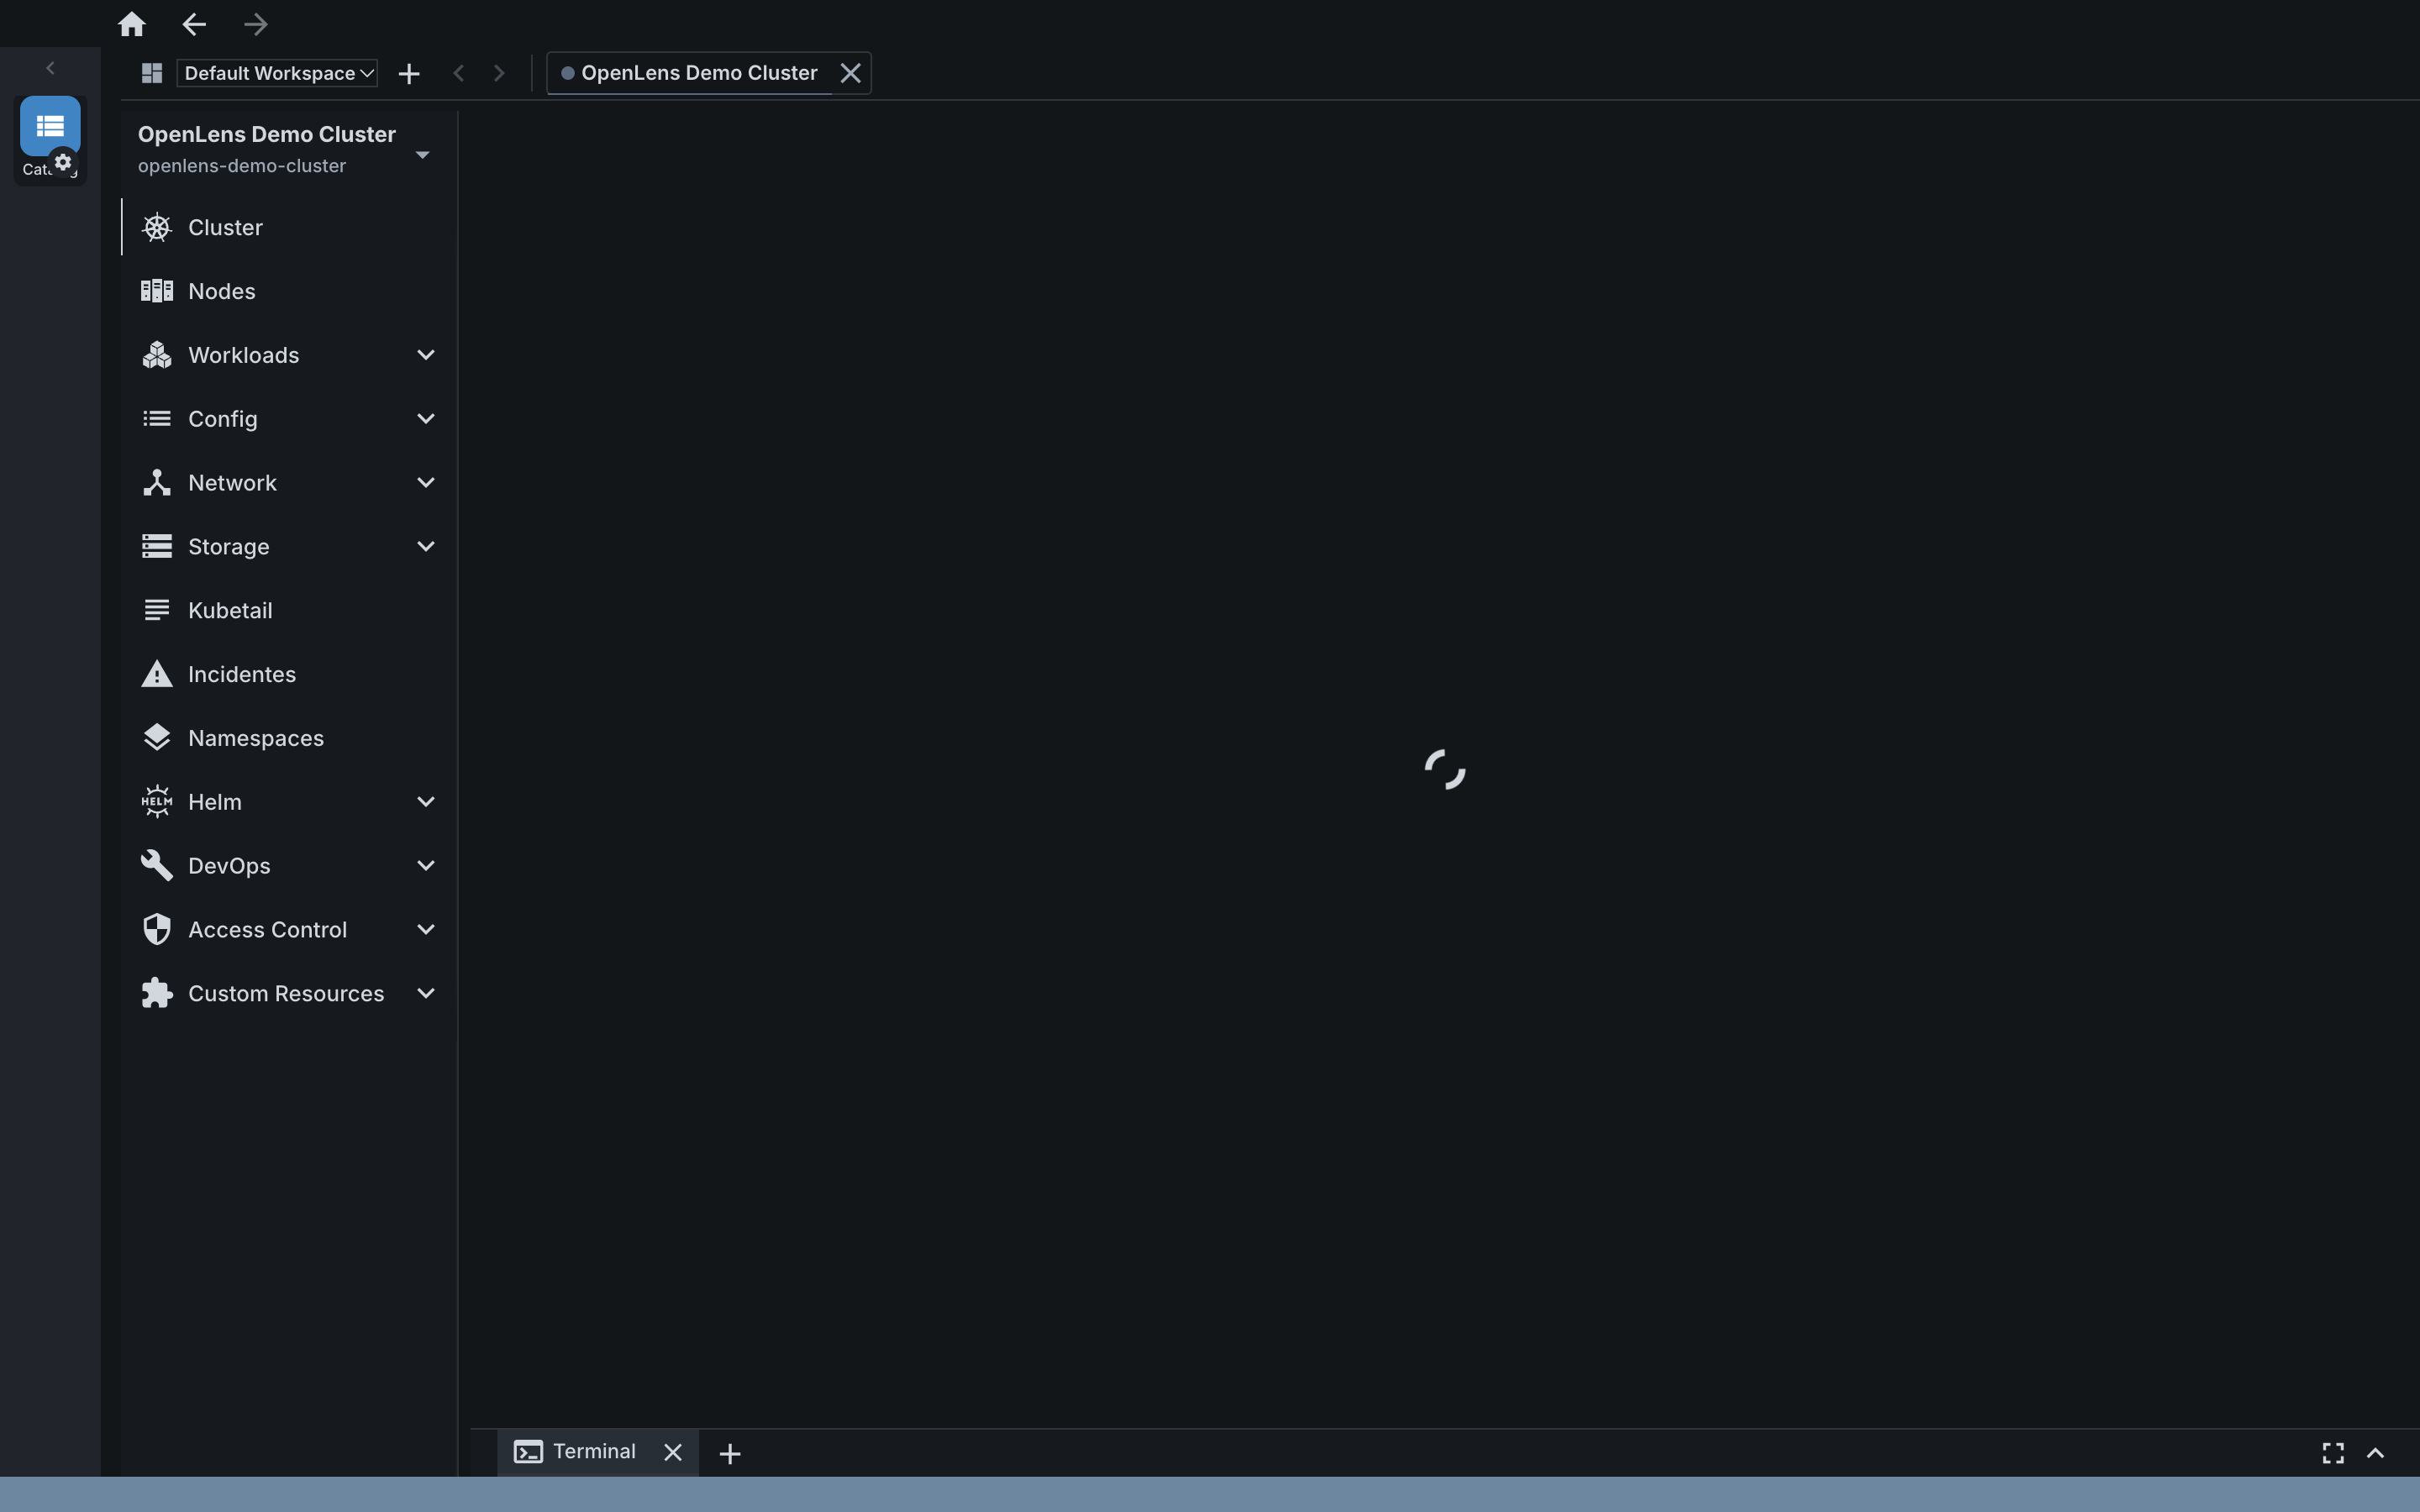 Default Workspace
OpenLens Demo Cluster
OpenLens Demo Cluster
openlens-demo-cluster
Cluster
Nodes
Workloads
Config
Network
Storage
Kubetail
Incidentes
Namespaces
HELM
Helm
DevOps
Access Control
Custom Resources
Terminal